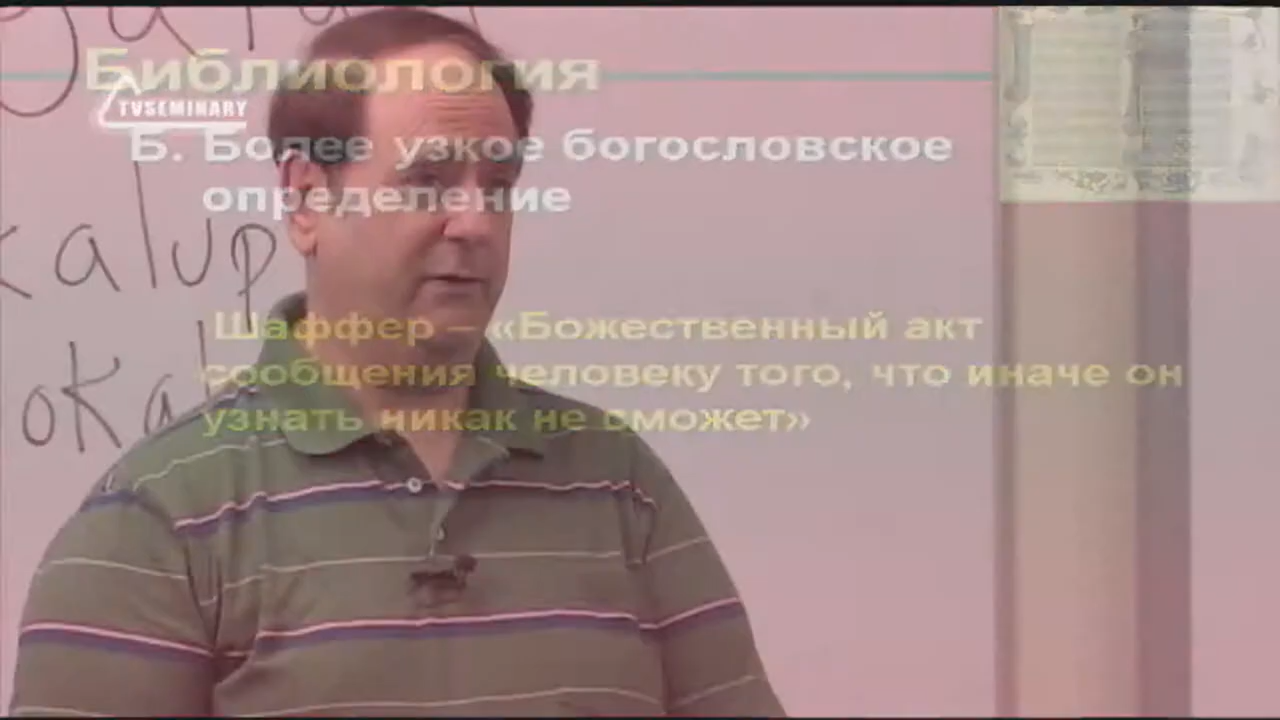 Библиология
TVSEMINARY
Б. Более узкое богословское
определение
kalup
Шаффер – «Божественный акт
oKal
сообщения человеку того, что иначе он
узнать никак не сможет»